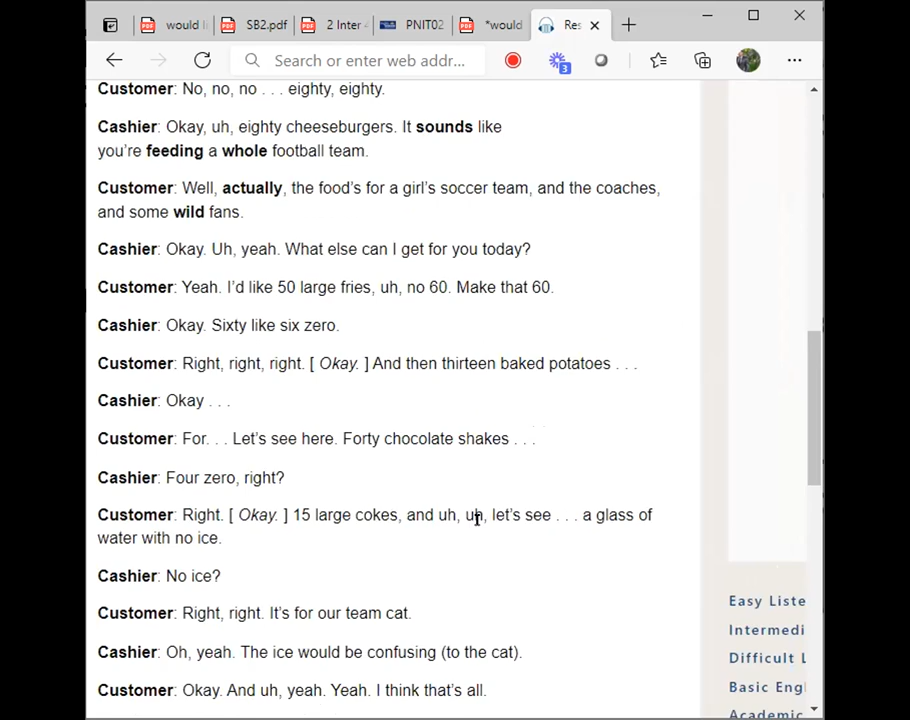 would l
SB2.pdf
2 Inter
PNIT02
*would
Res
Search or enter web addr...
3
Customer: No, no, no . . . eighty, eighty.
Cashier: Okay, uh, eighty cheeseburgers. It sounds like
you’re feeding a whole football team.
Customer: Well, actually, the food’s for a girl’s soccer team, and the coaches,
and some wild fans.
Cashier: Okay. Uh, yeah. What else can I get for you today?
Customer: Yeah. I’d like 50 large fries, uh, no 60. Make that 60.
Cashier: Okay. Sixty like six zero.
Customer: Right, right, right. [ Okay. ] And then thirteen baked potatoes . . .
Cashier: Okay . . .
Customer: For. . . Let’s see here. Forty chocolate shakes . . .
Cashier: Four zero, right?
Customer: Right. [ Okay. ] 15 large cokes, and uh, uh, let’s see . . . a glass of
water with no ice.
Cashier: No ice?
Customer: Right, right. It’s for our team cat.
Cashier: Oh, yeah. The ice would be confusing (to the cat).
Customer: Okay. And uh, yeah. Yeah. I think that’s all.
Easy Liste
Intermedi
Difficult L
Basic Engl
Academic